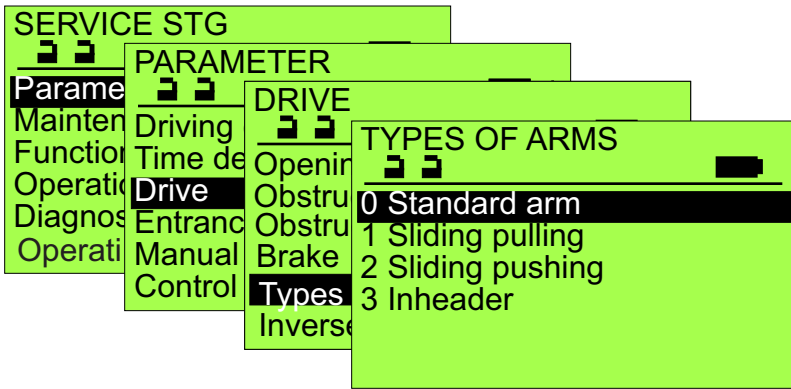 SERVICE STG
Parame
Mainten
Function
Operatio
Diagnos
Operati
PARAMETER
Driving
Time de
Drive
Entranc
Manual
Control
DRIVE
Openin
Obstru
Obstru
Brake
Types
Inverse
TYPES OF ARMS
0 Standard arm
1 Sliding pulling
2 Sliding pushing
3 Inheader